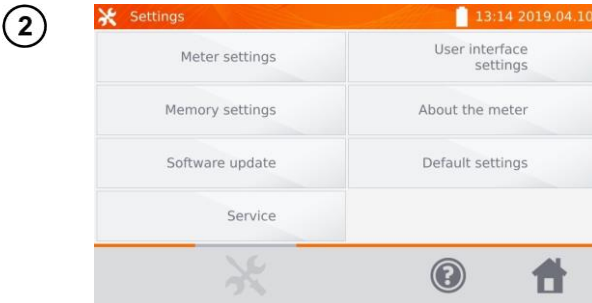 2
Settings
13:14 2019.04.10
Meter settings
User interface
settings
Memory settings
About the meter
Software update
Default settings
Service
?